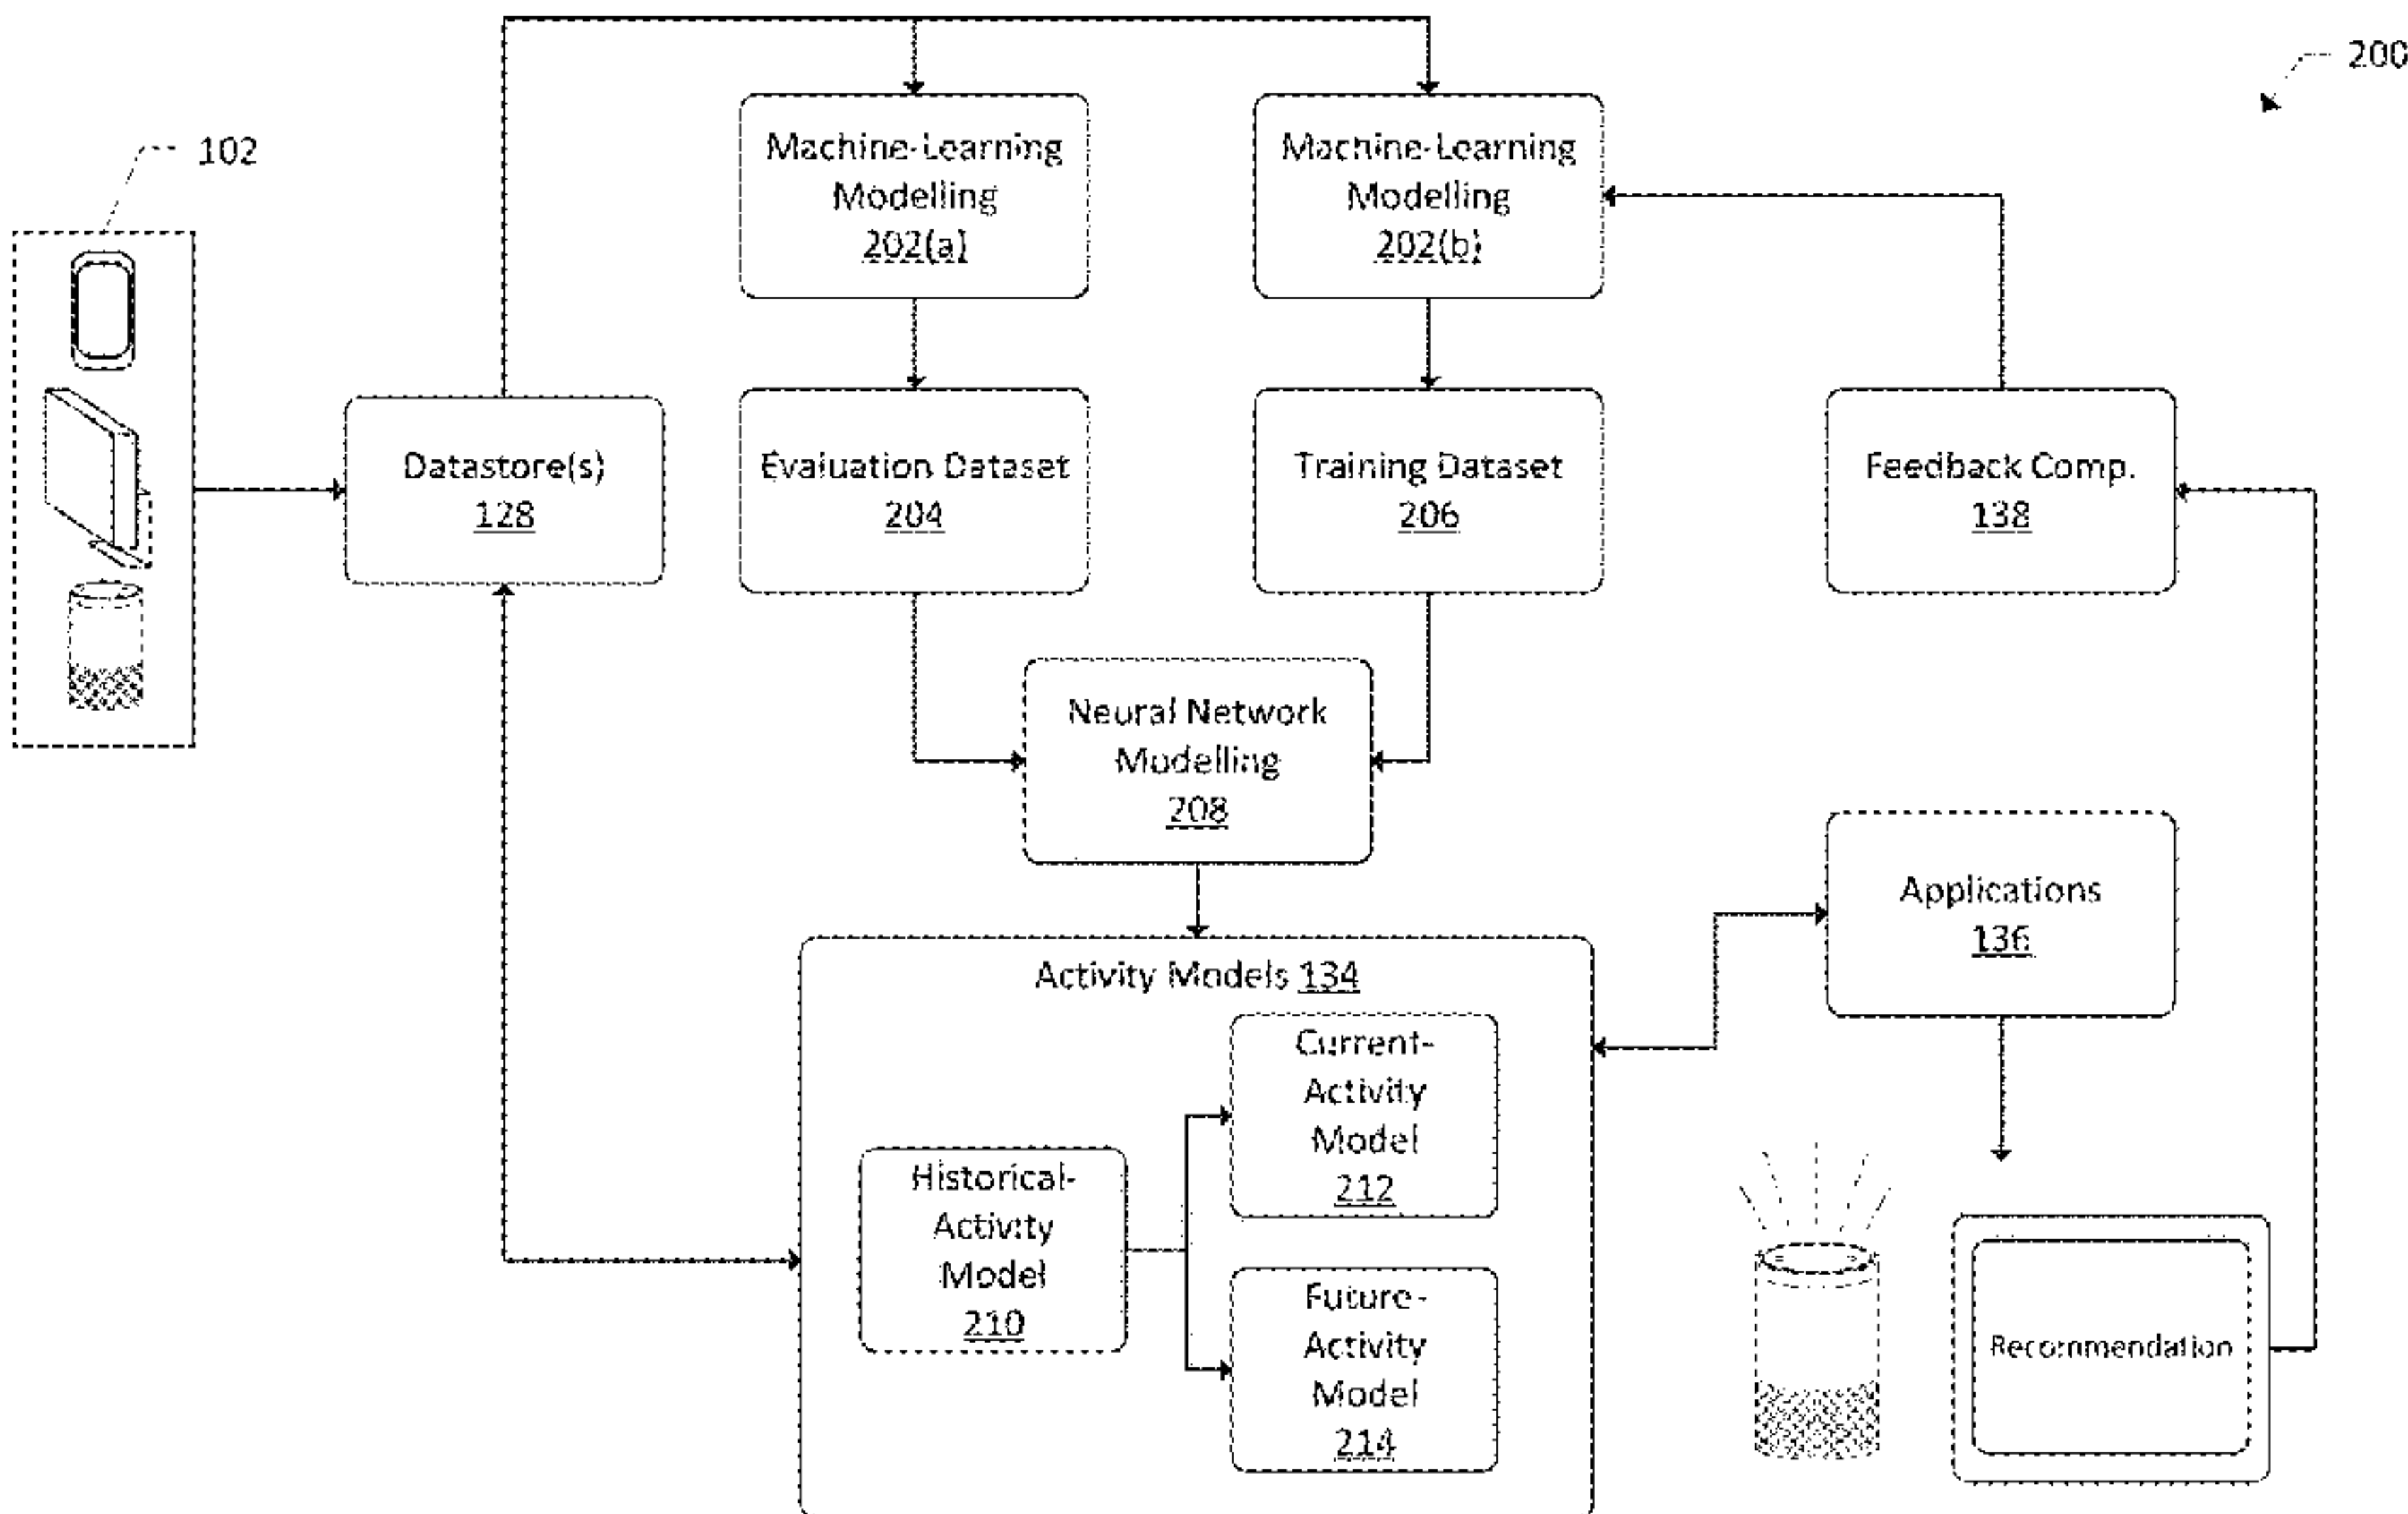 200
102
Machine-Learning
Modelling
202(a)
Machine-Learning
Modelling
202(b)
Datastore(s)
128
Evaluation Dataset
204
Training Dataset
206
Feedback Comp.
138
Neural Network
Modelling
208
Applications
136
Activity Models 134
Current-
Activity
Model
212
Historical-
Activity
Model
210
Future-
Activity
Model
214
Recommendation